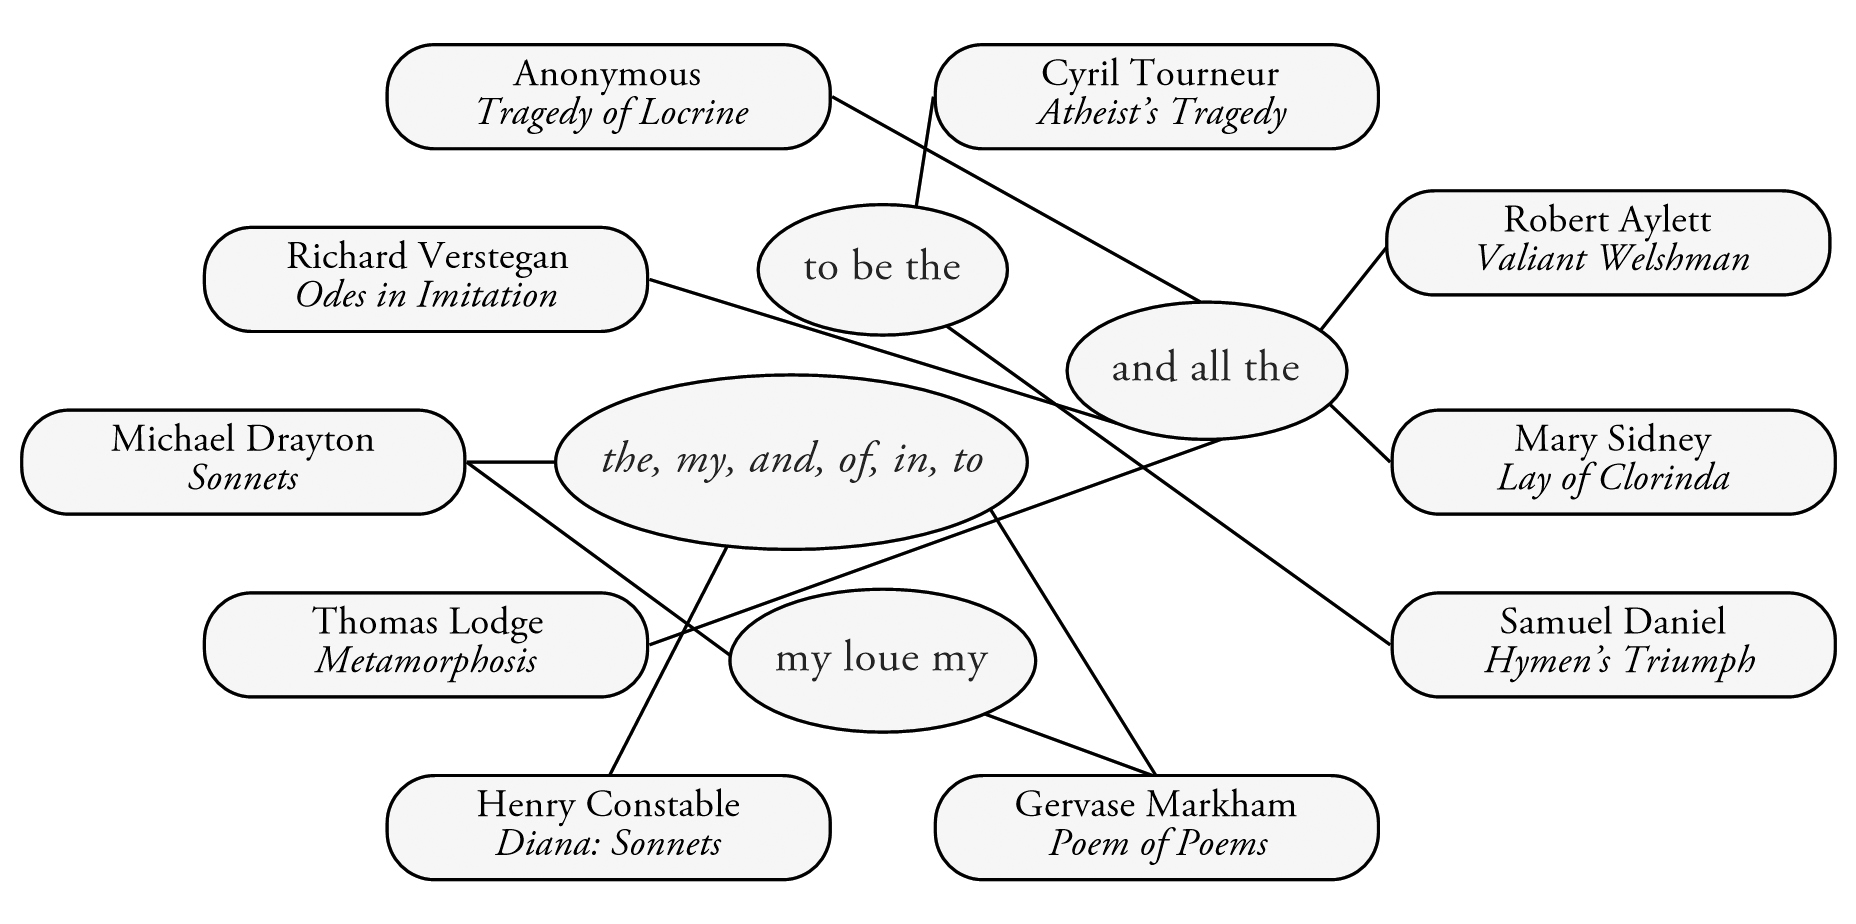 Anonymous
Tragedy of Locrine
Cyril Tourneur
Atheist’s Tragedy
Robert Aylett
Valiant Welshman
Richard Verstegan
Odes in Imitation
to be the
and all the
Michael Drayton
Sonnets
the, my, and, of, in, to
Mary Sidney
Lay of Clorinda
Thomas Lodge
Metamorphosis
my loue my
Samuel Daniel
Hymen’s Triumph
Henry Constable
Diana: Sonnets
Gervase Markham
Poem of Poems